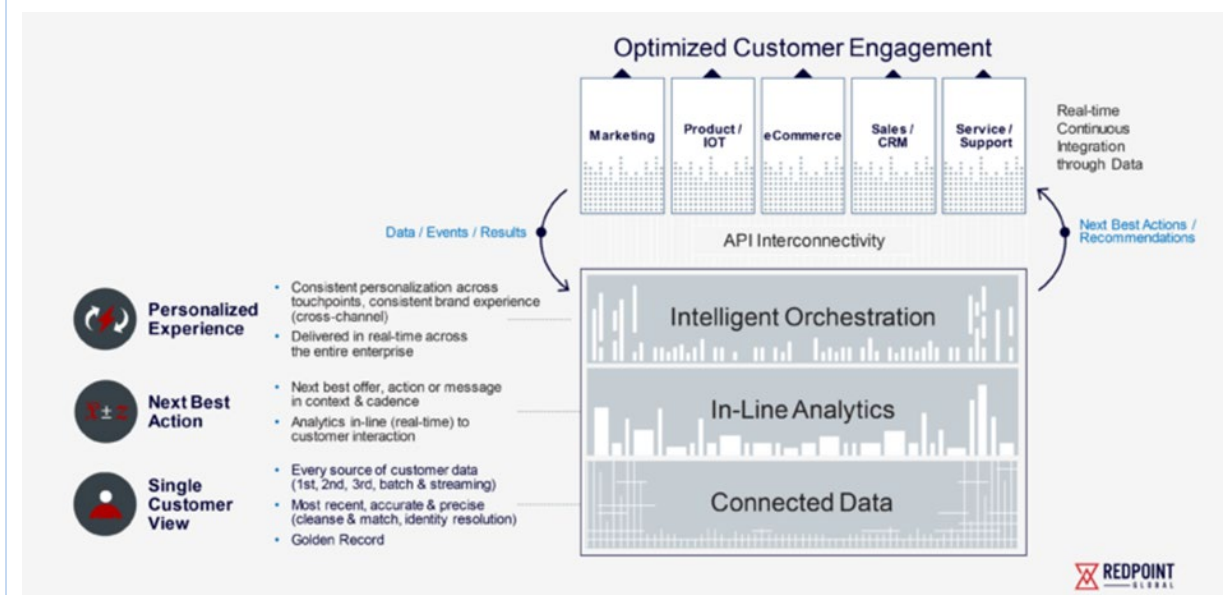 Optimized Customer Engagement
Marketing
Product /
IOT
eCommerce
Sales /
CRM
Service /
Support
Real-time
Continuous
Integration
through Data
Data / Events / Results
API Interconnectivity
Next Best Actions /
Recommendations
Personalized
Experience
• Consistent personalization across
touchpoints, consistent brand experience
(cross-channel)
• Delivered in real-time across
the entire enterprise
Intelligent Orchestration
Next Best
Action
• Next best offer, action or message
in context & cadence
• Analytics in-line (real-time) to
customer interaction
In-Line Analytics
Single
Customer
View
• Every source of customer data
(1st, 2nd, 3rd, batch & streaming)
• Most recent, accurate & precise
(cleanse & match, identity resolution)
• Golden Record
Connected Data
REDPOINT
GLOBAL